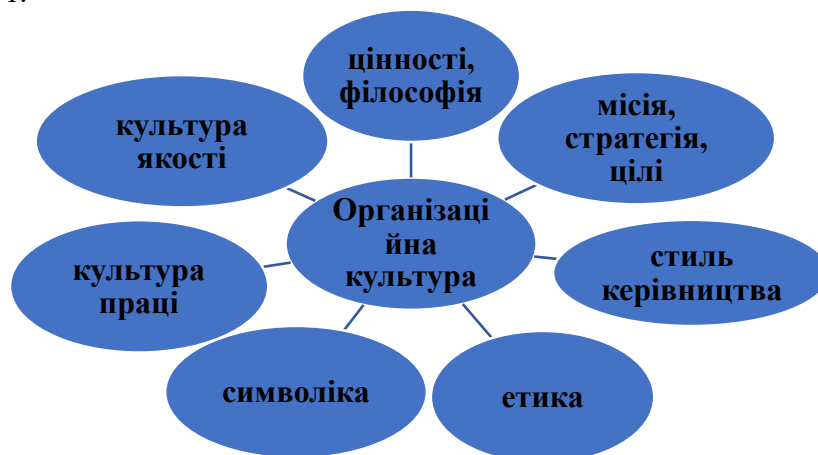 цінності,
філософія
місія,
стратегія,
цілі
стиль
керівництва
етика
символіка
культура
праці
культура
якості
Організаці
йна
культура